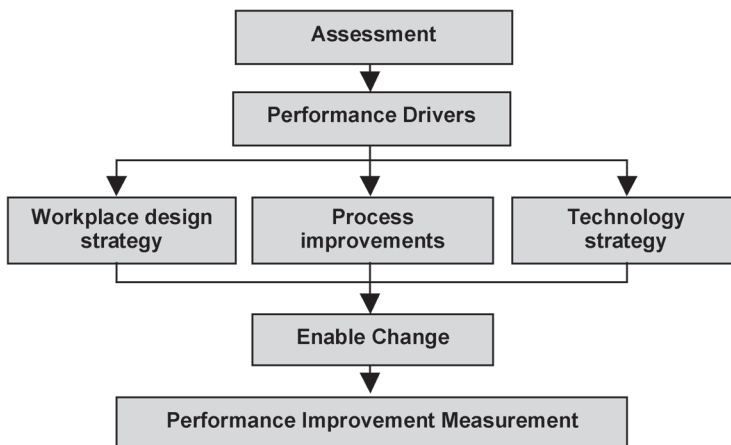 Assessment
Performance Drivers
Workplace design
strategy
Process
improvements
Technology
strategy
Enable Change
Performance Improvement Measurement